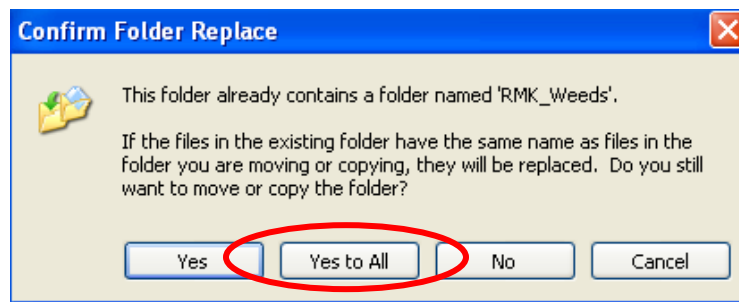 Confirm Folder Replace
This folder already contains a folder named 'RMK_Weeds'.
If the files in the existing folder have the same name as files in the
folder you are moving or copying, they will be replaced.  Do you still
want to move or copy the folder?
Yes Yes to All No Cancel